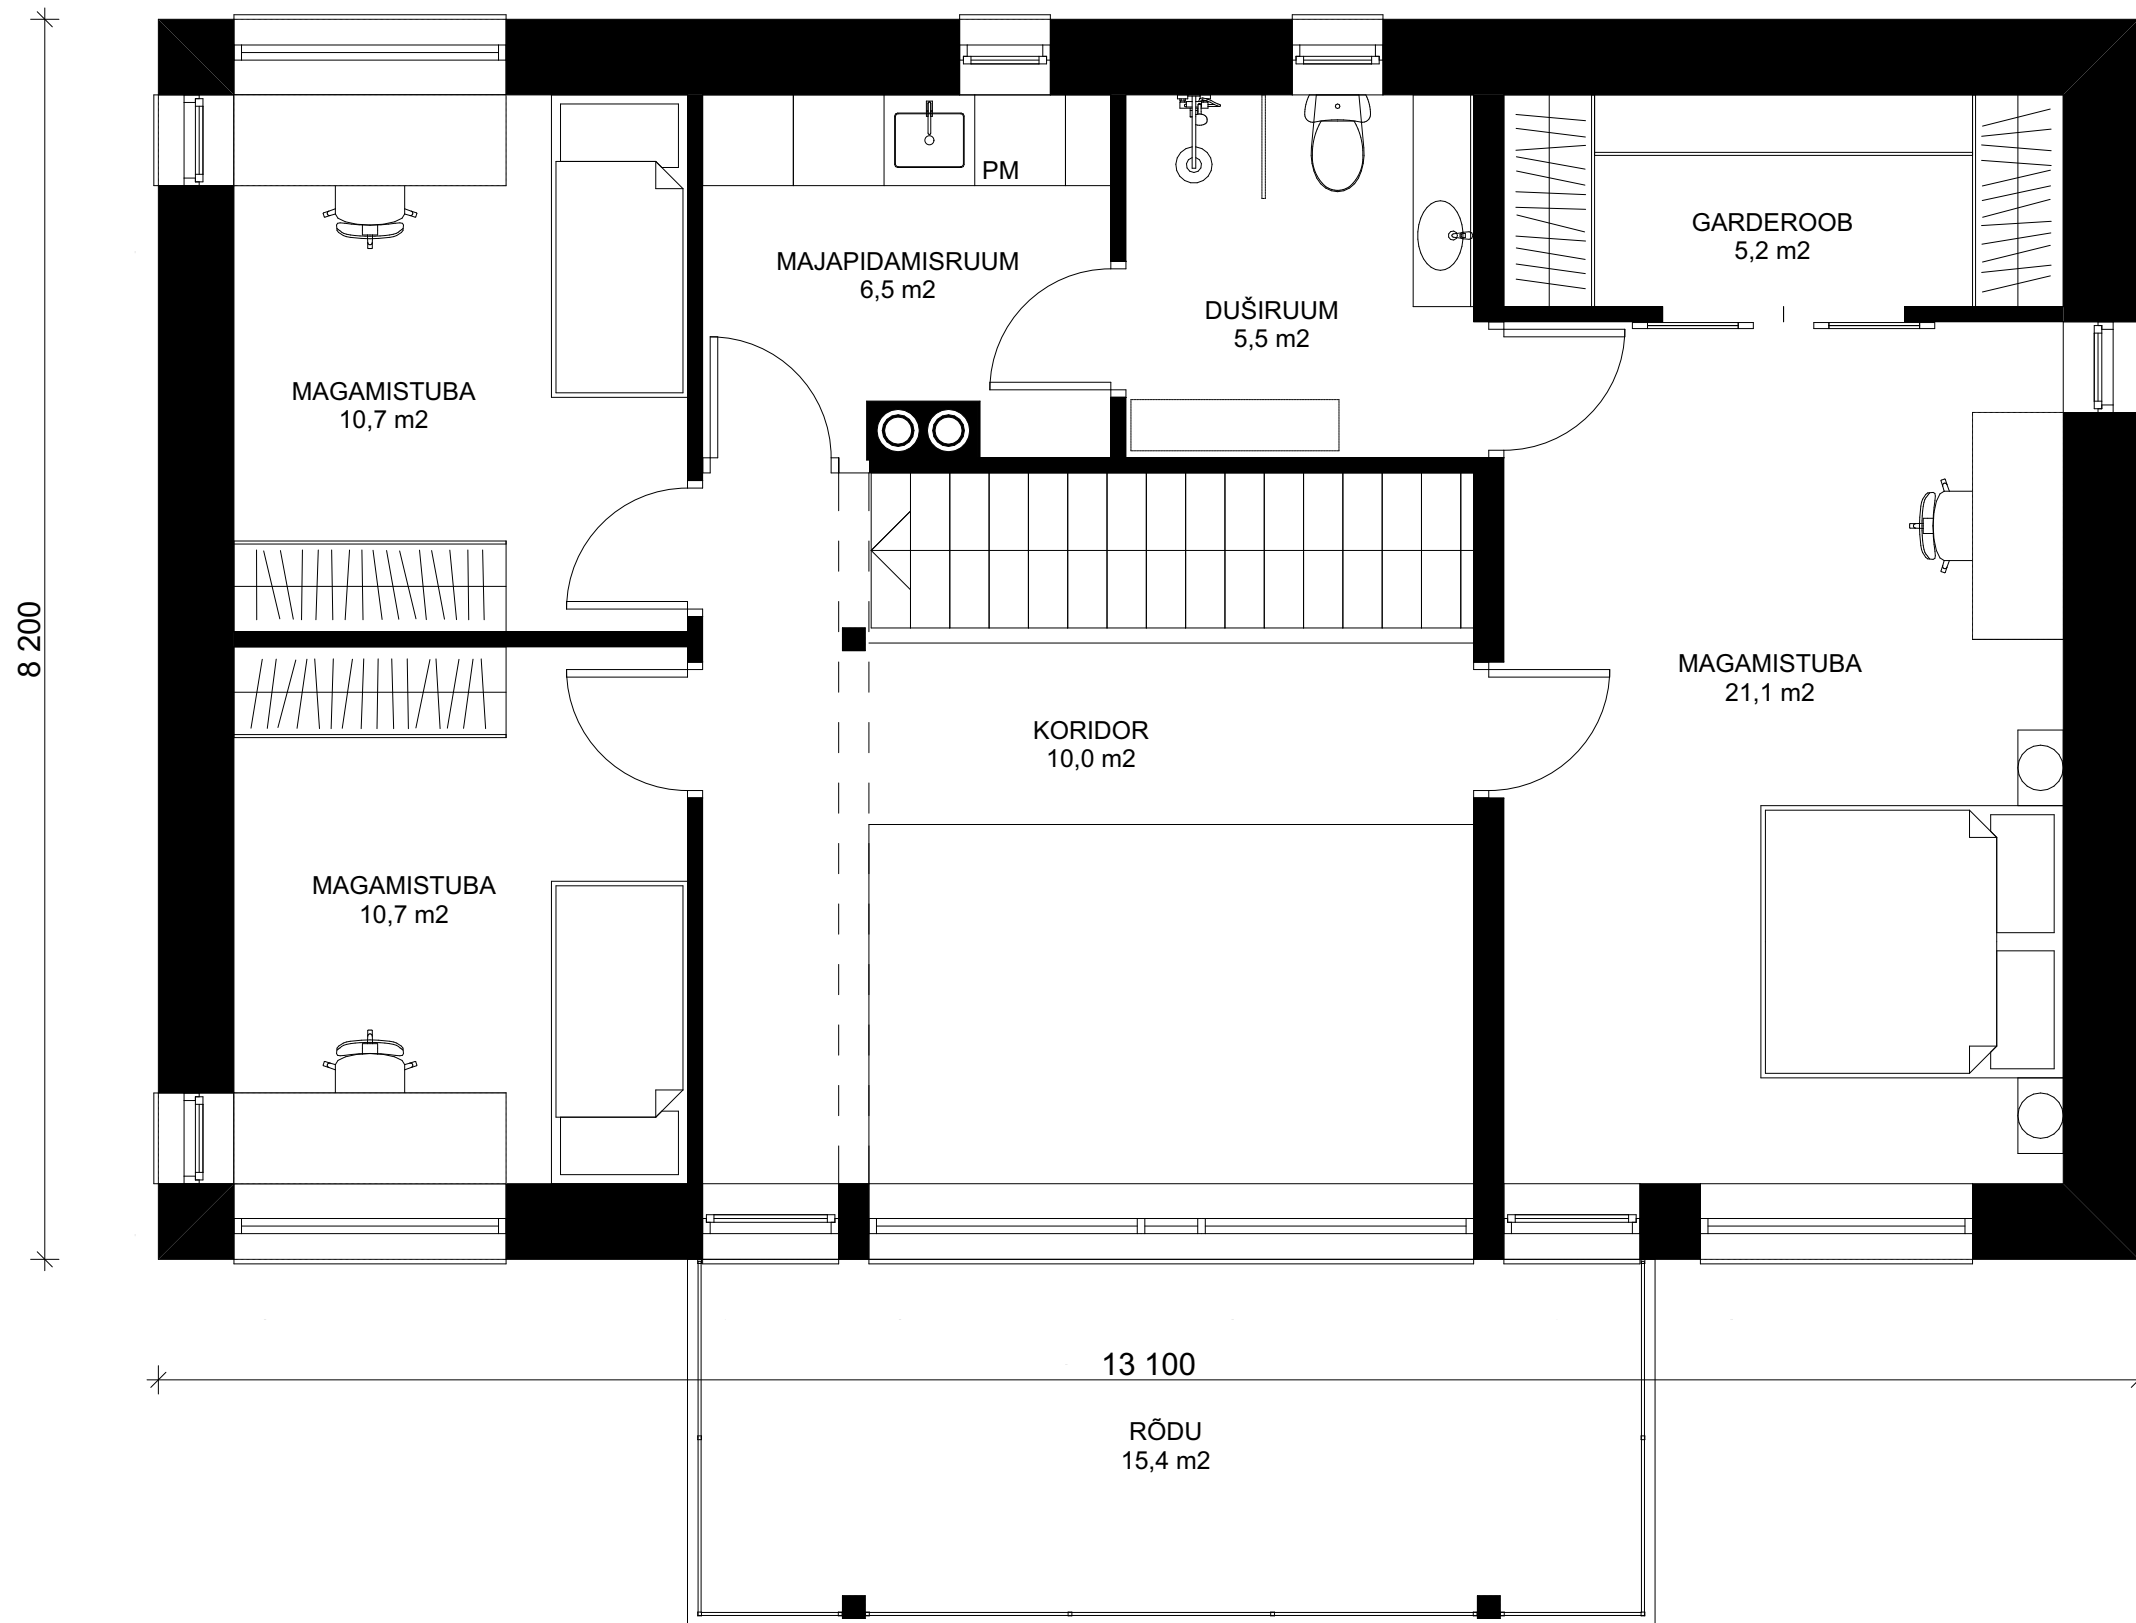 PM
GARDEROOB
5,2 m2
MAJAPIDAMISRUUM
6,5 m2
DUŠIRUUM
5,5 m2
MAGAMISTUBA
10,7 m2
8 200
MAGAMISTUBA
21,1 m2
KORIDOR
10,0 m2
MAGAMISTUBA
10,7 m2
13 100
RÕDU
15,4 m2